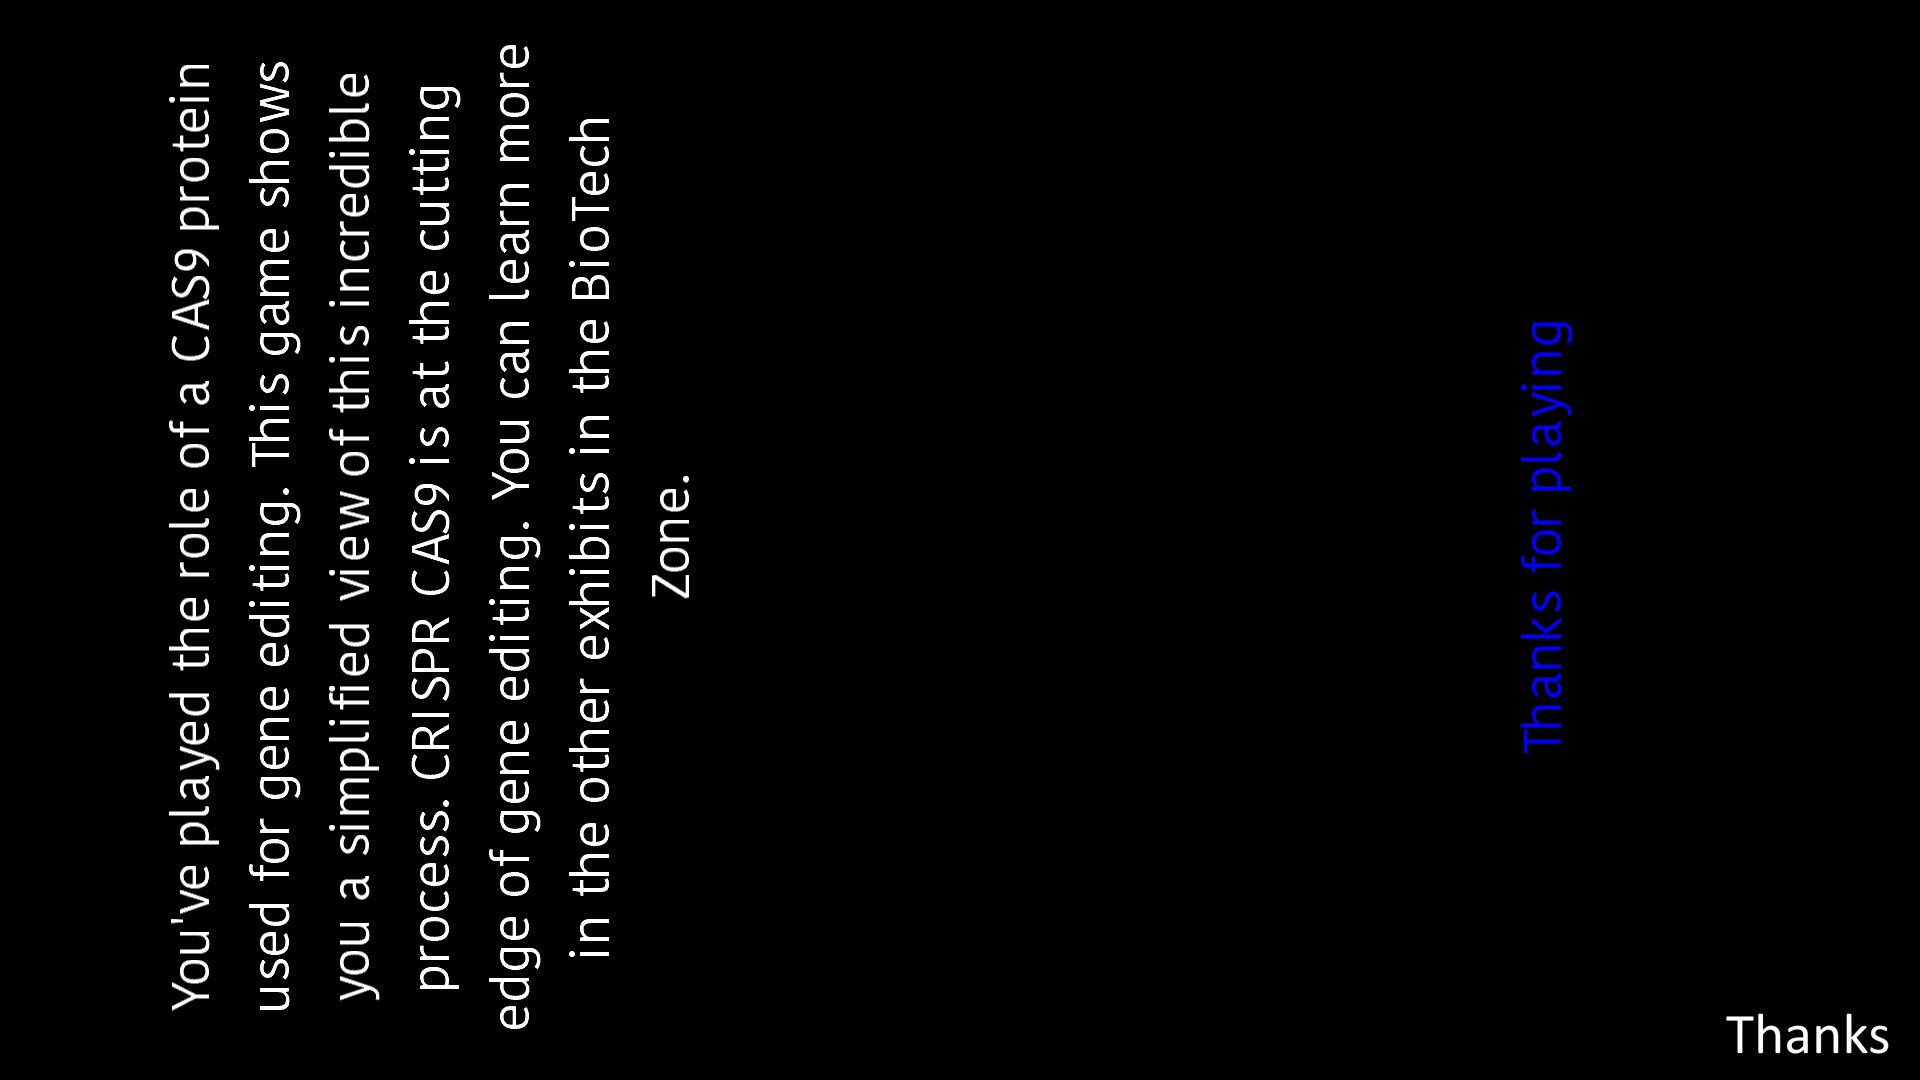 You've played the role of a CAS9 protein
used for gene editing. This game shows
you a simplified view of this incredible
process. CRISPR CAS9 is at the cutting
edge of gene editing. You can learn more
in the other exhibits in the BioTech
Zone.
Thanks for playing
Thanks